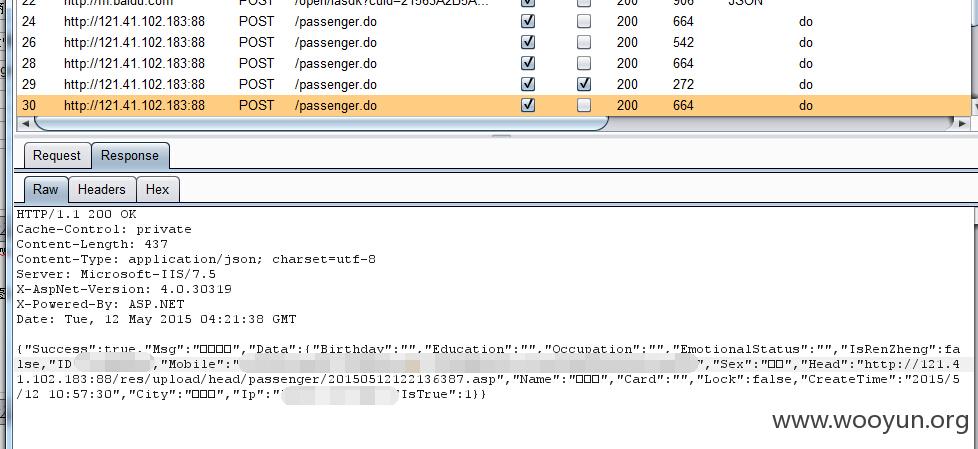 22 http://m.baidu.com POST /open/iasdk?cuid=21565A2B5A... 200 906 JSON
24 http://121.41.102.183:88 POST /passenger.do 200 664 do
26 http://121.41.102.183:88 POST /passenger.do 200 542 do
28 http://121.41.102.183:88 POST /passenger.do 200 664 do
29 http://121.41.102.183:88 POST /passenger.do 200 272 do
30 http://121.41.102.183:88 POST /passenger.do 200 664 do
Request Response
Raw Headers Hex
HTTP/1.1 200 OK
Cache-Control: private
Content-Length: 437
Content-Type: application/json; charset=utf-8
Server: Microsoft-IIS/7.5
X-AspNet-Version: 4.0.30319
X-Powered-By: ASP.NET
Date: Tue, 12 May 2015 04:21:38 GMT
{"Success":true,"Msg":"□□□□","Data":{"Birthday":"","Education":"","Occupation":"","EmotionalStatus":"","IsRenZheng":fa
lse,"ID ,"Mobile":" ","Sex":"□□","Head":"http://121.4
1.102.183:88/res/upload/head/passenger/20150512122136387.asp","Name":"□□□","Card":"","Lock":false,"CreateTime":"2015/5
/12 10:57:30","City":"□□□","Ip":" IsTrue":1}}
www.wooyun.org